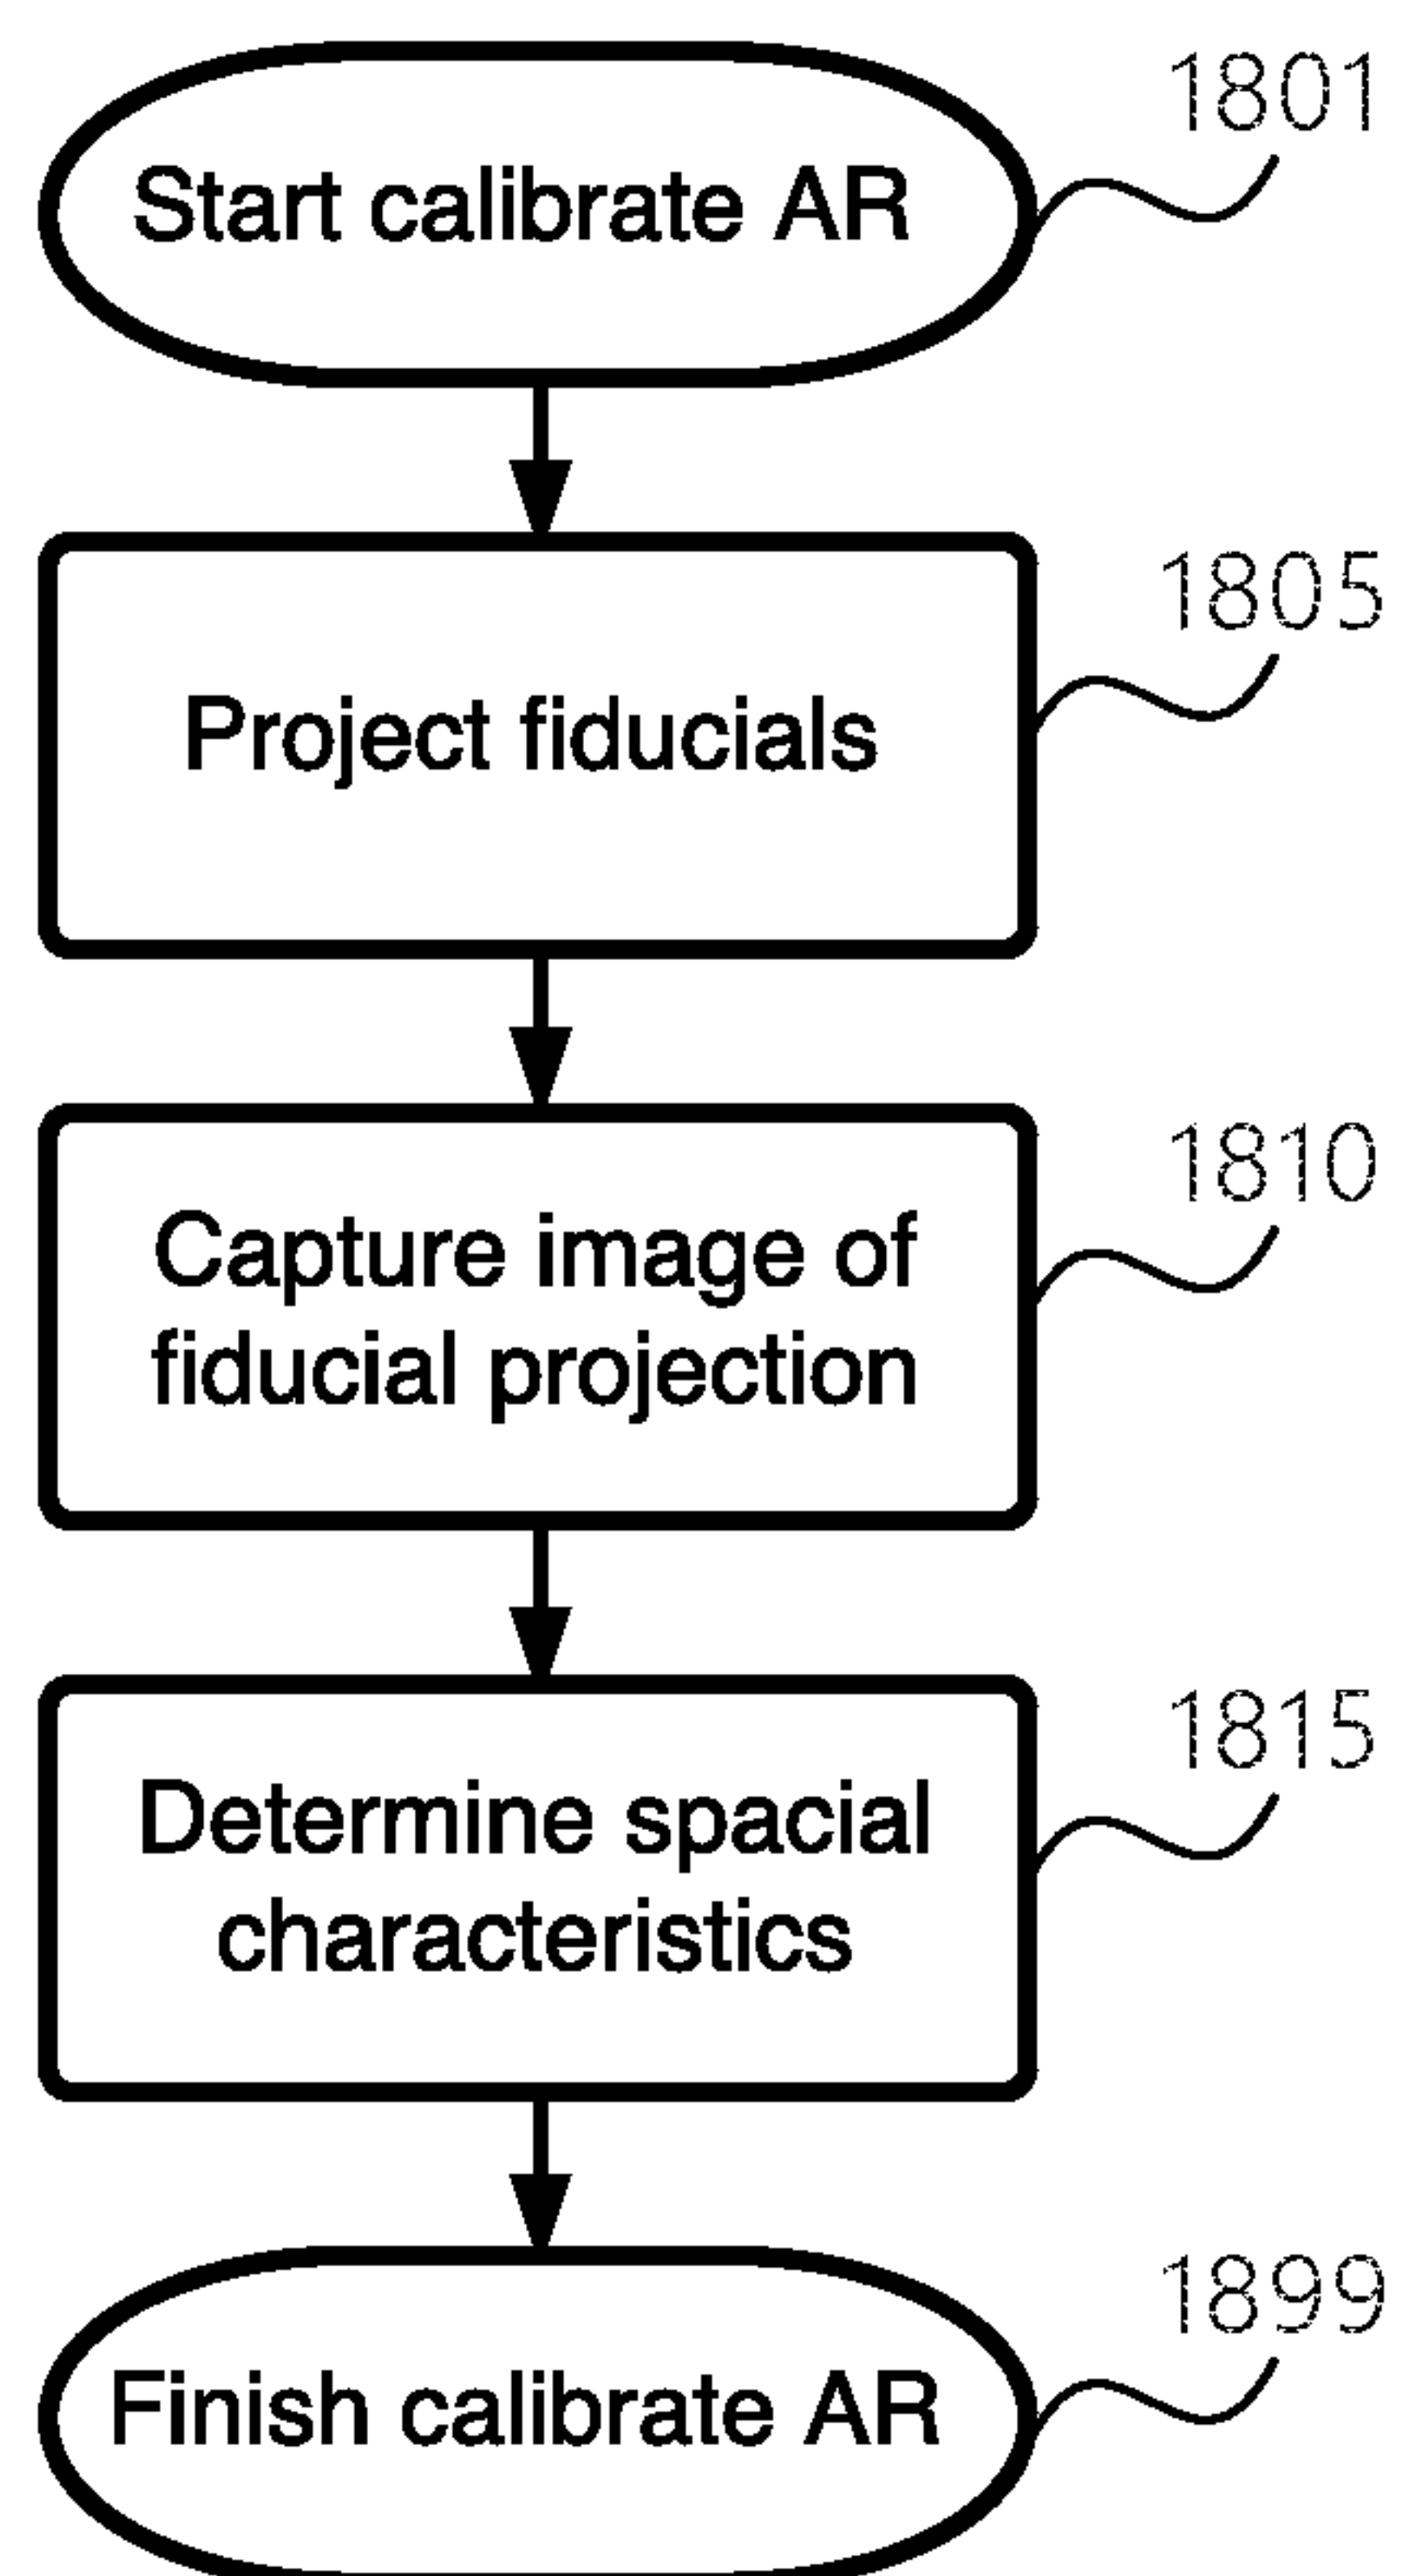 1801
Start calibrate AR
1805
Project fiducials
1810
Capture image of
fiducial projection
1815
Determine spacial
characteristics
1899
Finish calibrate AR